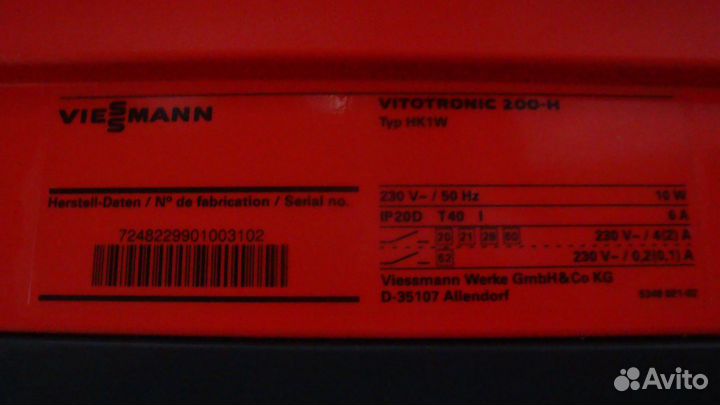 VIESSMANN
VITOTRONIC 200-H
Typ HK1W
Herstell-Daten / Nº de fabrication / Serial no.
7248229901003102
230 V~ / 50 Hz 10 W
IP20D T40 I 6 A
20 21 29 50 230 V~ / 4(2) A
52 230 V~ / 0,2(0,1) A
Viessmann Werke GmbH&Co KG
D-35107 Allendorf
Avito